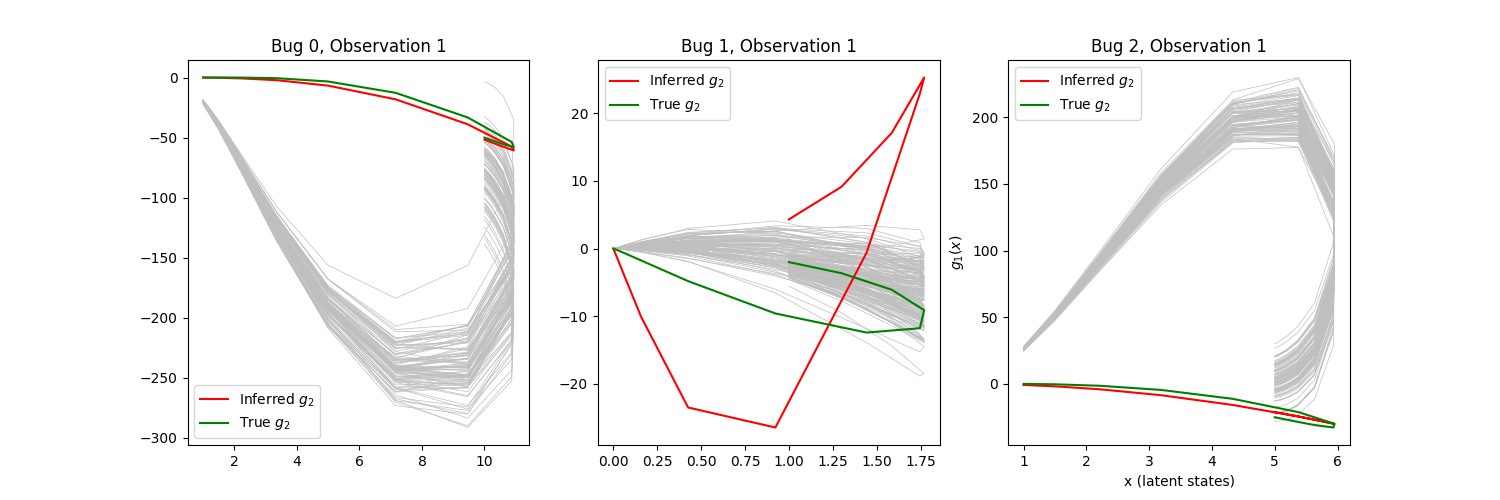 Bug 0, Observation 1
0
−50
−100
−150
−200
−250
−300
2 4 6 8 10
Inferred g₂
True g₂
Bug 1, Observation 1
Inferred g₂
True g₂
20
10
0
−10
−20
0.00 0.25 0.50 0.75 1.00 1.25 1.50 1.75
Bug 2, Observation 1
Inferred g₂
True g₂
g₁(x)
200
150
100
50
0
1 2 3 4 5 6
x (latent states)